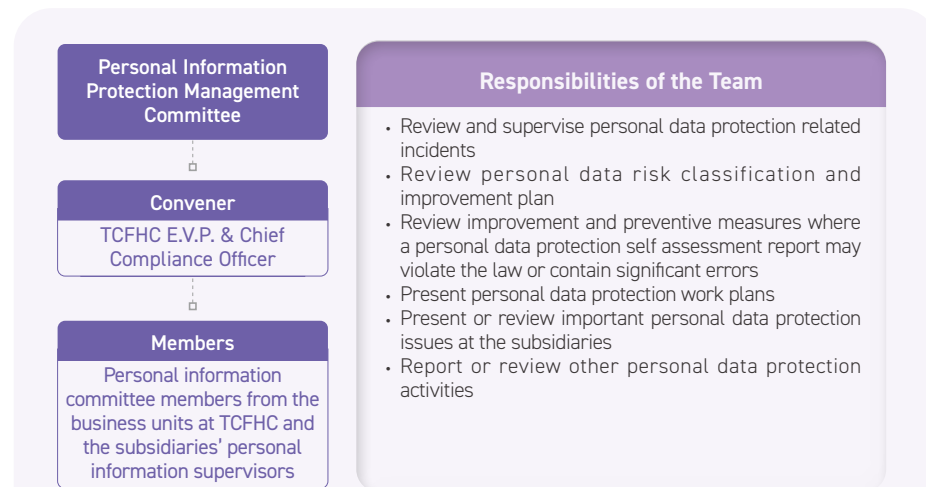 Personal Information
Protection Management
Committee
Convener
TCFHC E.V.P. & Chief
Compliance Officer
Members
Personal information
committee members from the
business units at TCFHC and
the subsidiaries’ personal
information supervisors
Responsibilities of the Team
• Review and supervise personal data protection related
incidents
• Review personal data risk classification and
improvement plan
• Review improvement and preventive measures where
a personal data protection self assessment report may
violate the law or contain significant errors
• Present personal data protection work plans
• Present or review important personal data protection
issues at the subsidiaries
• Report or review other personal data protection
activities